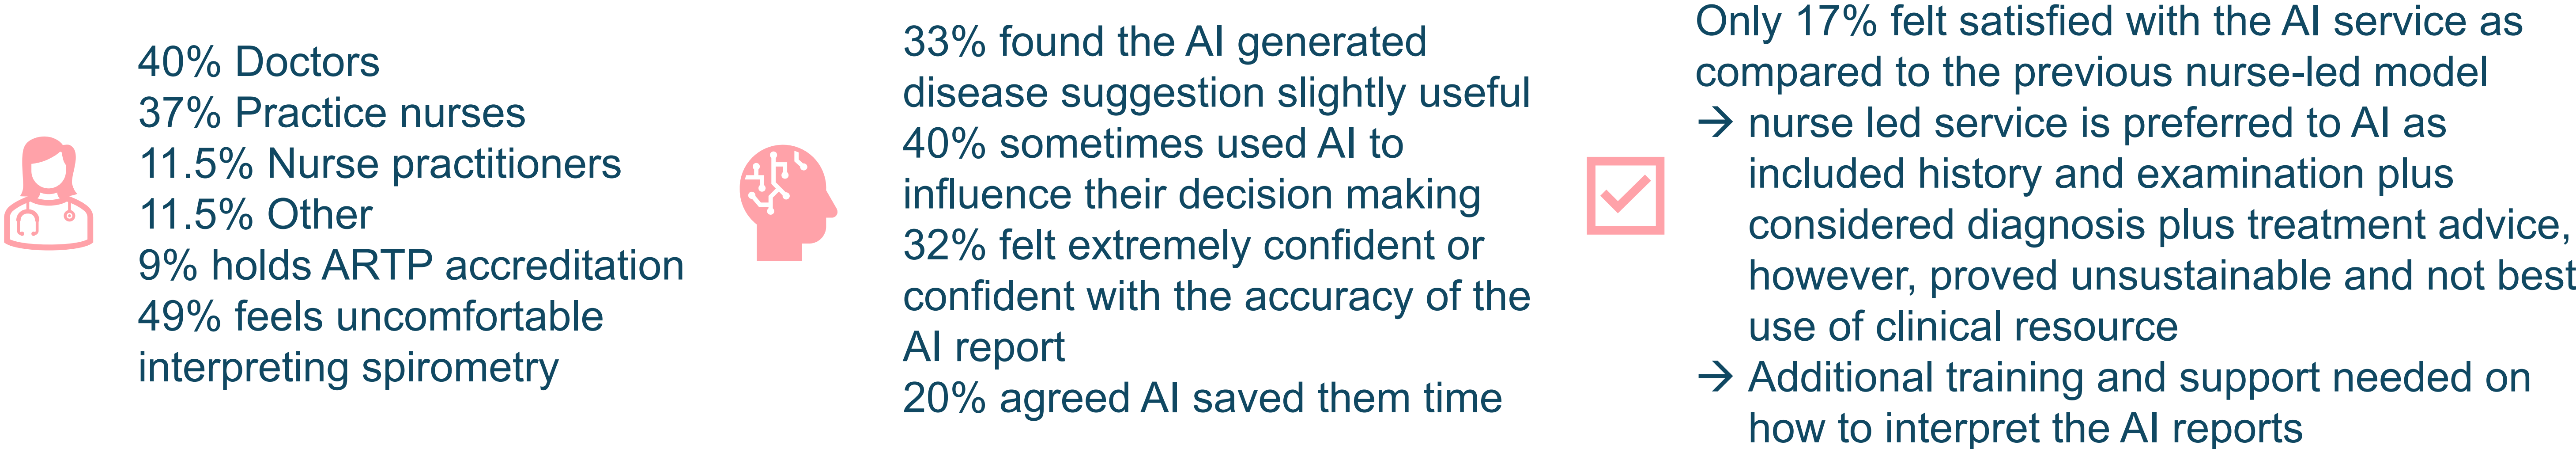 40% Doctors
37% Practice nurses
11.5% Nurse practitioners
11.5% Other
9% holds ARTP accreditation
49% feels uncomfortable
interpreting spirometry
33% found the AI generated
disease suggestion slightly useful
40% sometimes used AI to
influence their decision making
32% felt extremely confident or
confident with the accuracy of the
AI report
20% agreed AI saved them time
Only 17% felt satisfied with the AI service as
compared to the previous nurse-led model
→ nurse led service is preferred to AI as
included history and examination plus
considered diagnosis plus treatment advice,
however, proved unsustainable and not best
use of clinical resource
→ Additional training and support needed on
how to interpret the AI reports